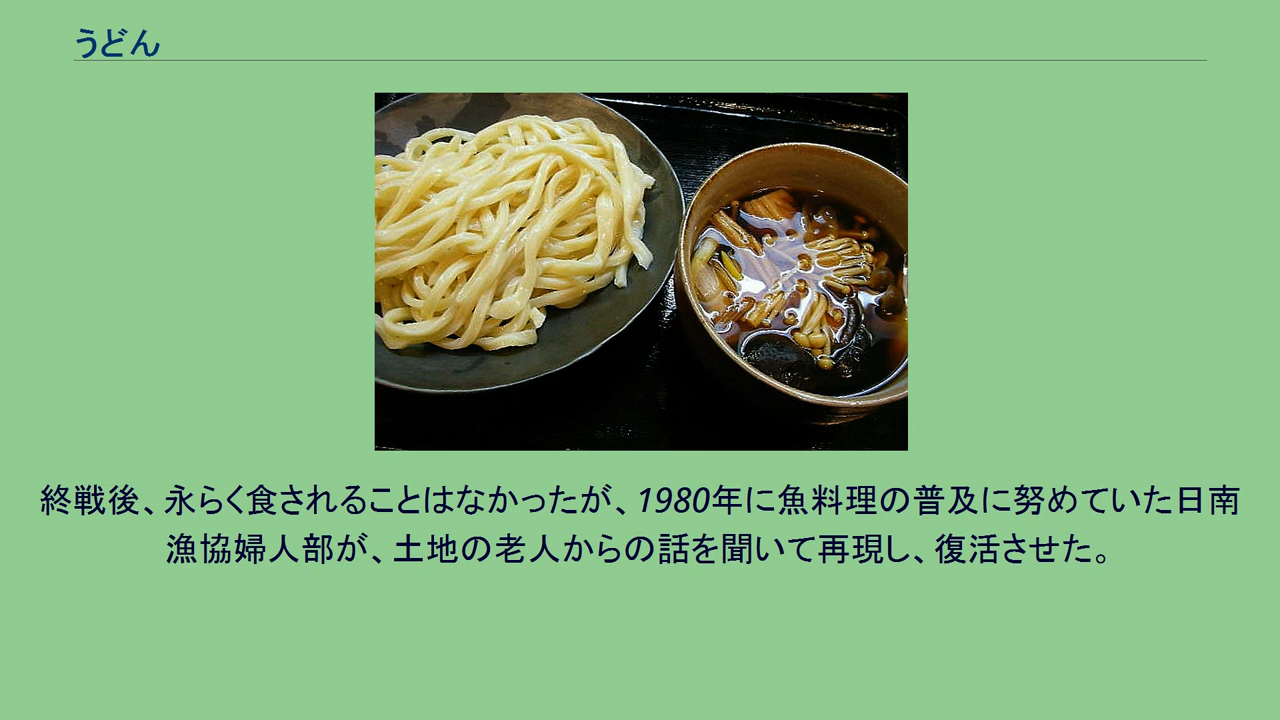 うどん
終戦後、永らく食されることはなかったが、1980年に魚料理の普及に努めていた日南
漁協婦人部が、土地の老人からの話を聞いて再現し、復活させた。